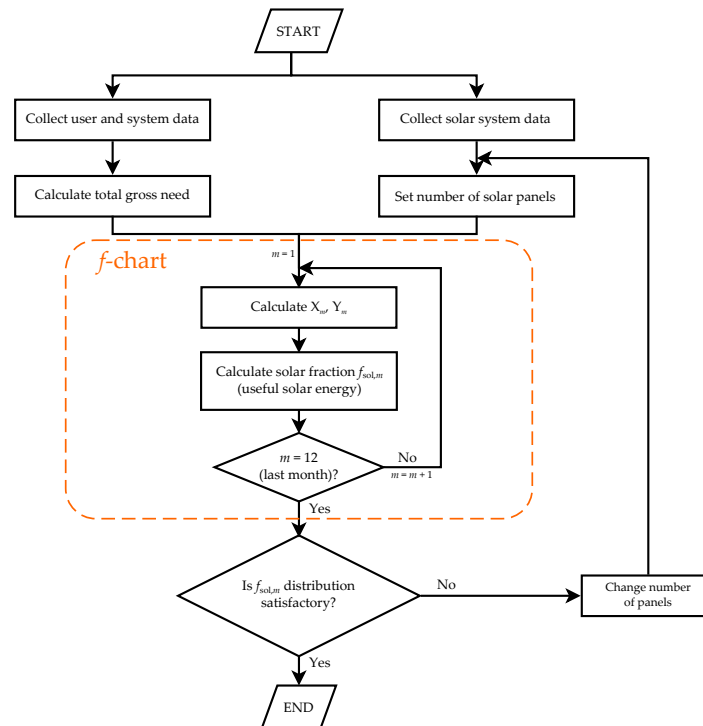 START
Collect user and system data
Collect solar system data
Calculate total gross need
Set number of solar panels
m = 1
f-chart
Calculate Xm, Ym
Calculate solar fraction fsol,m
(useful solar energy)
m = 12
(last month)?
No
m = m + 1
Yes
Is fsol,m distribution
satisfactory?
No
Change number
of panels
Yes
END